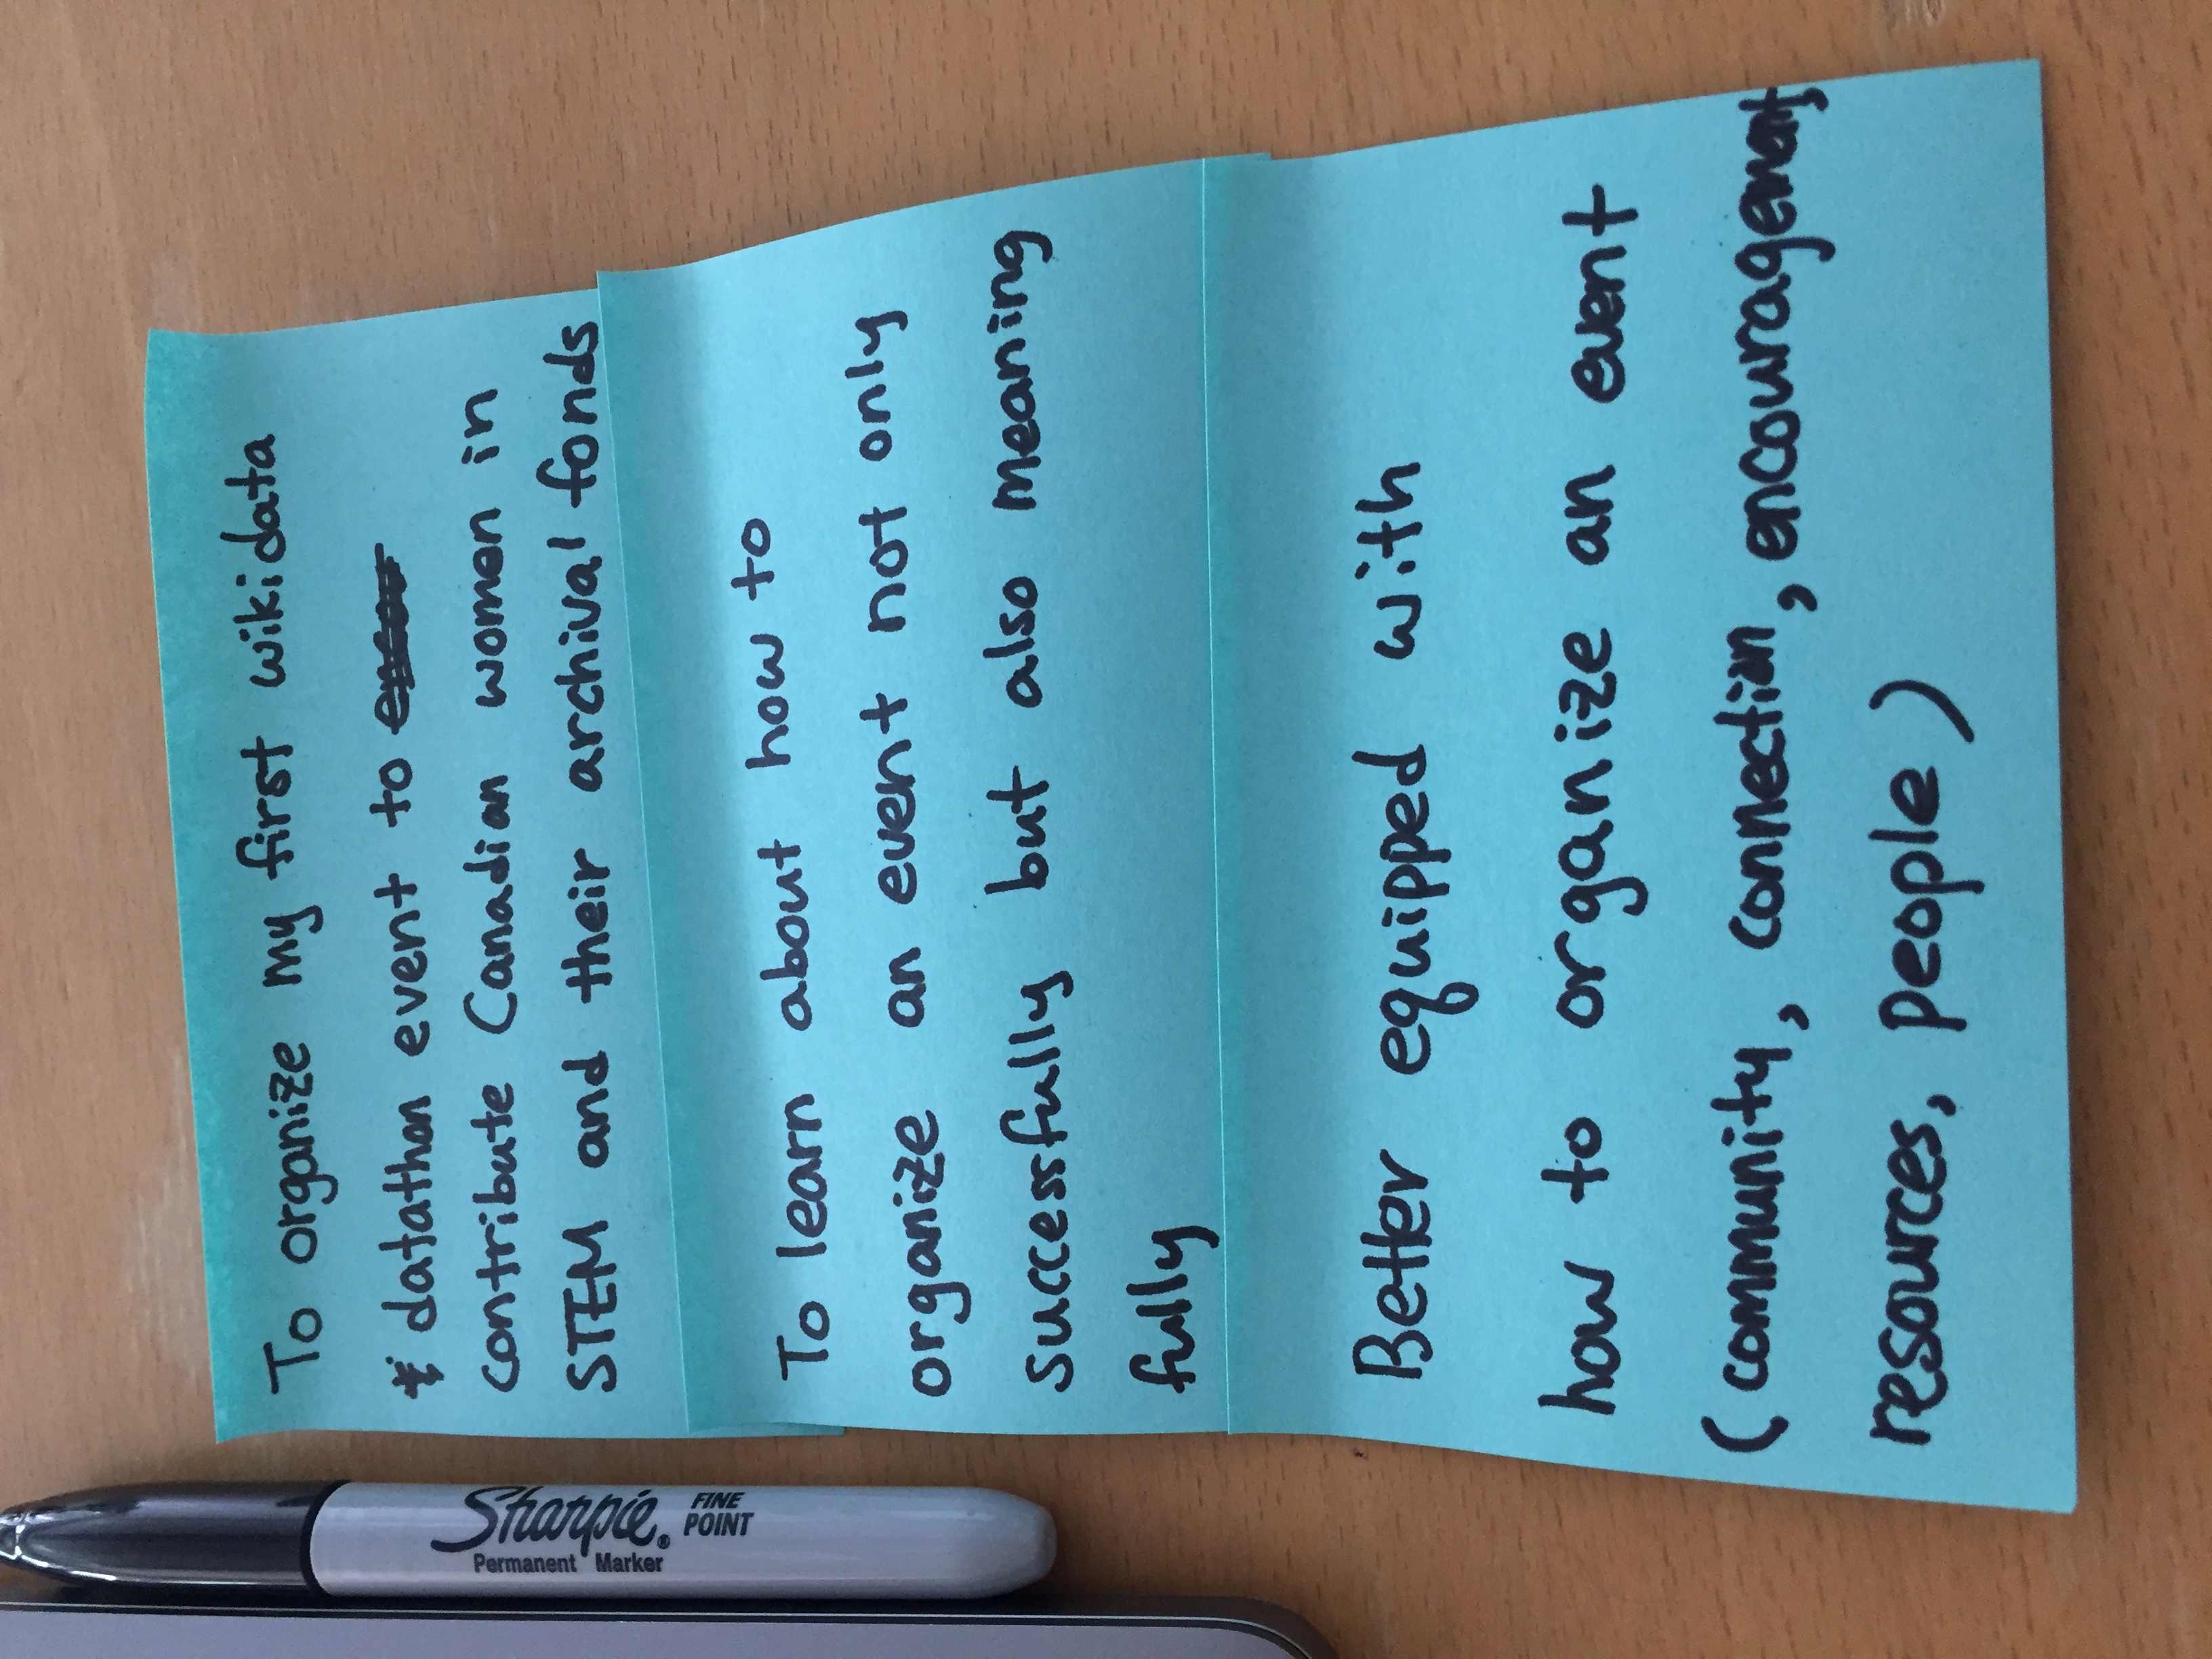 To organize my first wikidata
& datathon event to
contribute Canadian women in
STEM and their archival fonds
To learn about how to
organize an event not only
successfully but also meaning
fully
Better equipped with
how to organize an event
(community, connection, encouragement,
resources, people)
Sharpie®
Permanent Marker
FINE
POINT